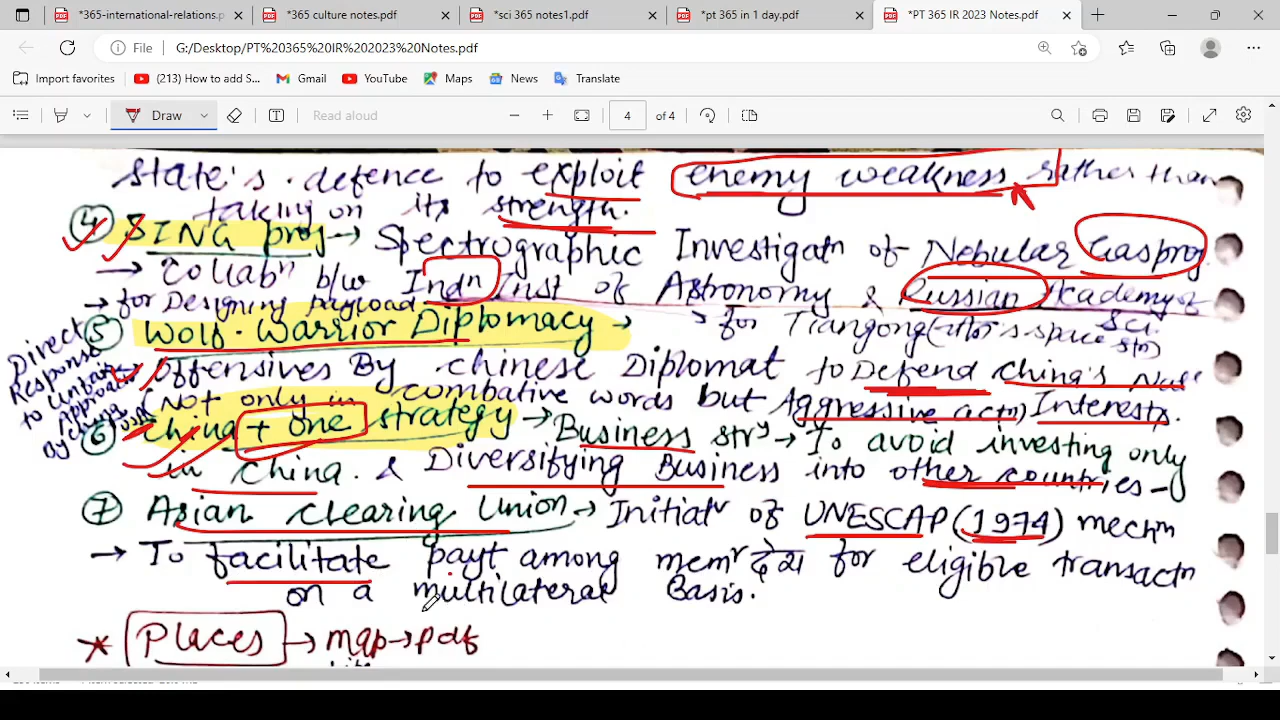 *365-international-relations.p
*365 culture notes.pdf
*sci 365 notes1.pdf
*pt 365 in 1 day.pdf
*PT 365 IR 2023 Notes.pdf
File G:/Desktop/PT%20365%20IR%202023%20Notes.pdf
Import favorites (213) How to add S... Gmail YouTube Maps News Translate
Draw Read aloud 4 of 4
State's defence to exploit enemy weakness rather than
taking on its strength.
④ SING proj → Spectrographic Investigatn of Nebular Gas proj.
→ Collabn b/w Indn Inst of Astronomy & Russian Academy of Sci.
→ for Designing payload → for Tiangong ( space stn)
⑤ Wolf-Warrior Diplomacy →
Direct Response to
By China
Offensives By Chinese Diplomat to Defend China's
(Not only in combative words but Aggressive actn) Interests.
⑥ China + one strategy → Business stry → To avoid investing only
in China. & Diversifying Business into other countries
⑦ Asian Clearing Union → Initiatv of UNESCAP (1974) mechm
→ To facilitate payt among memr देश for eligible transactn
on a multilateral Basis.
* Places → map → pdf